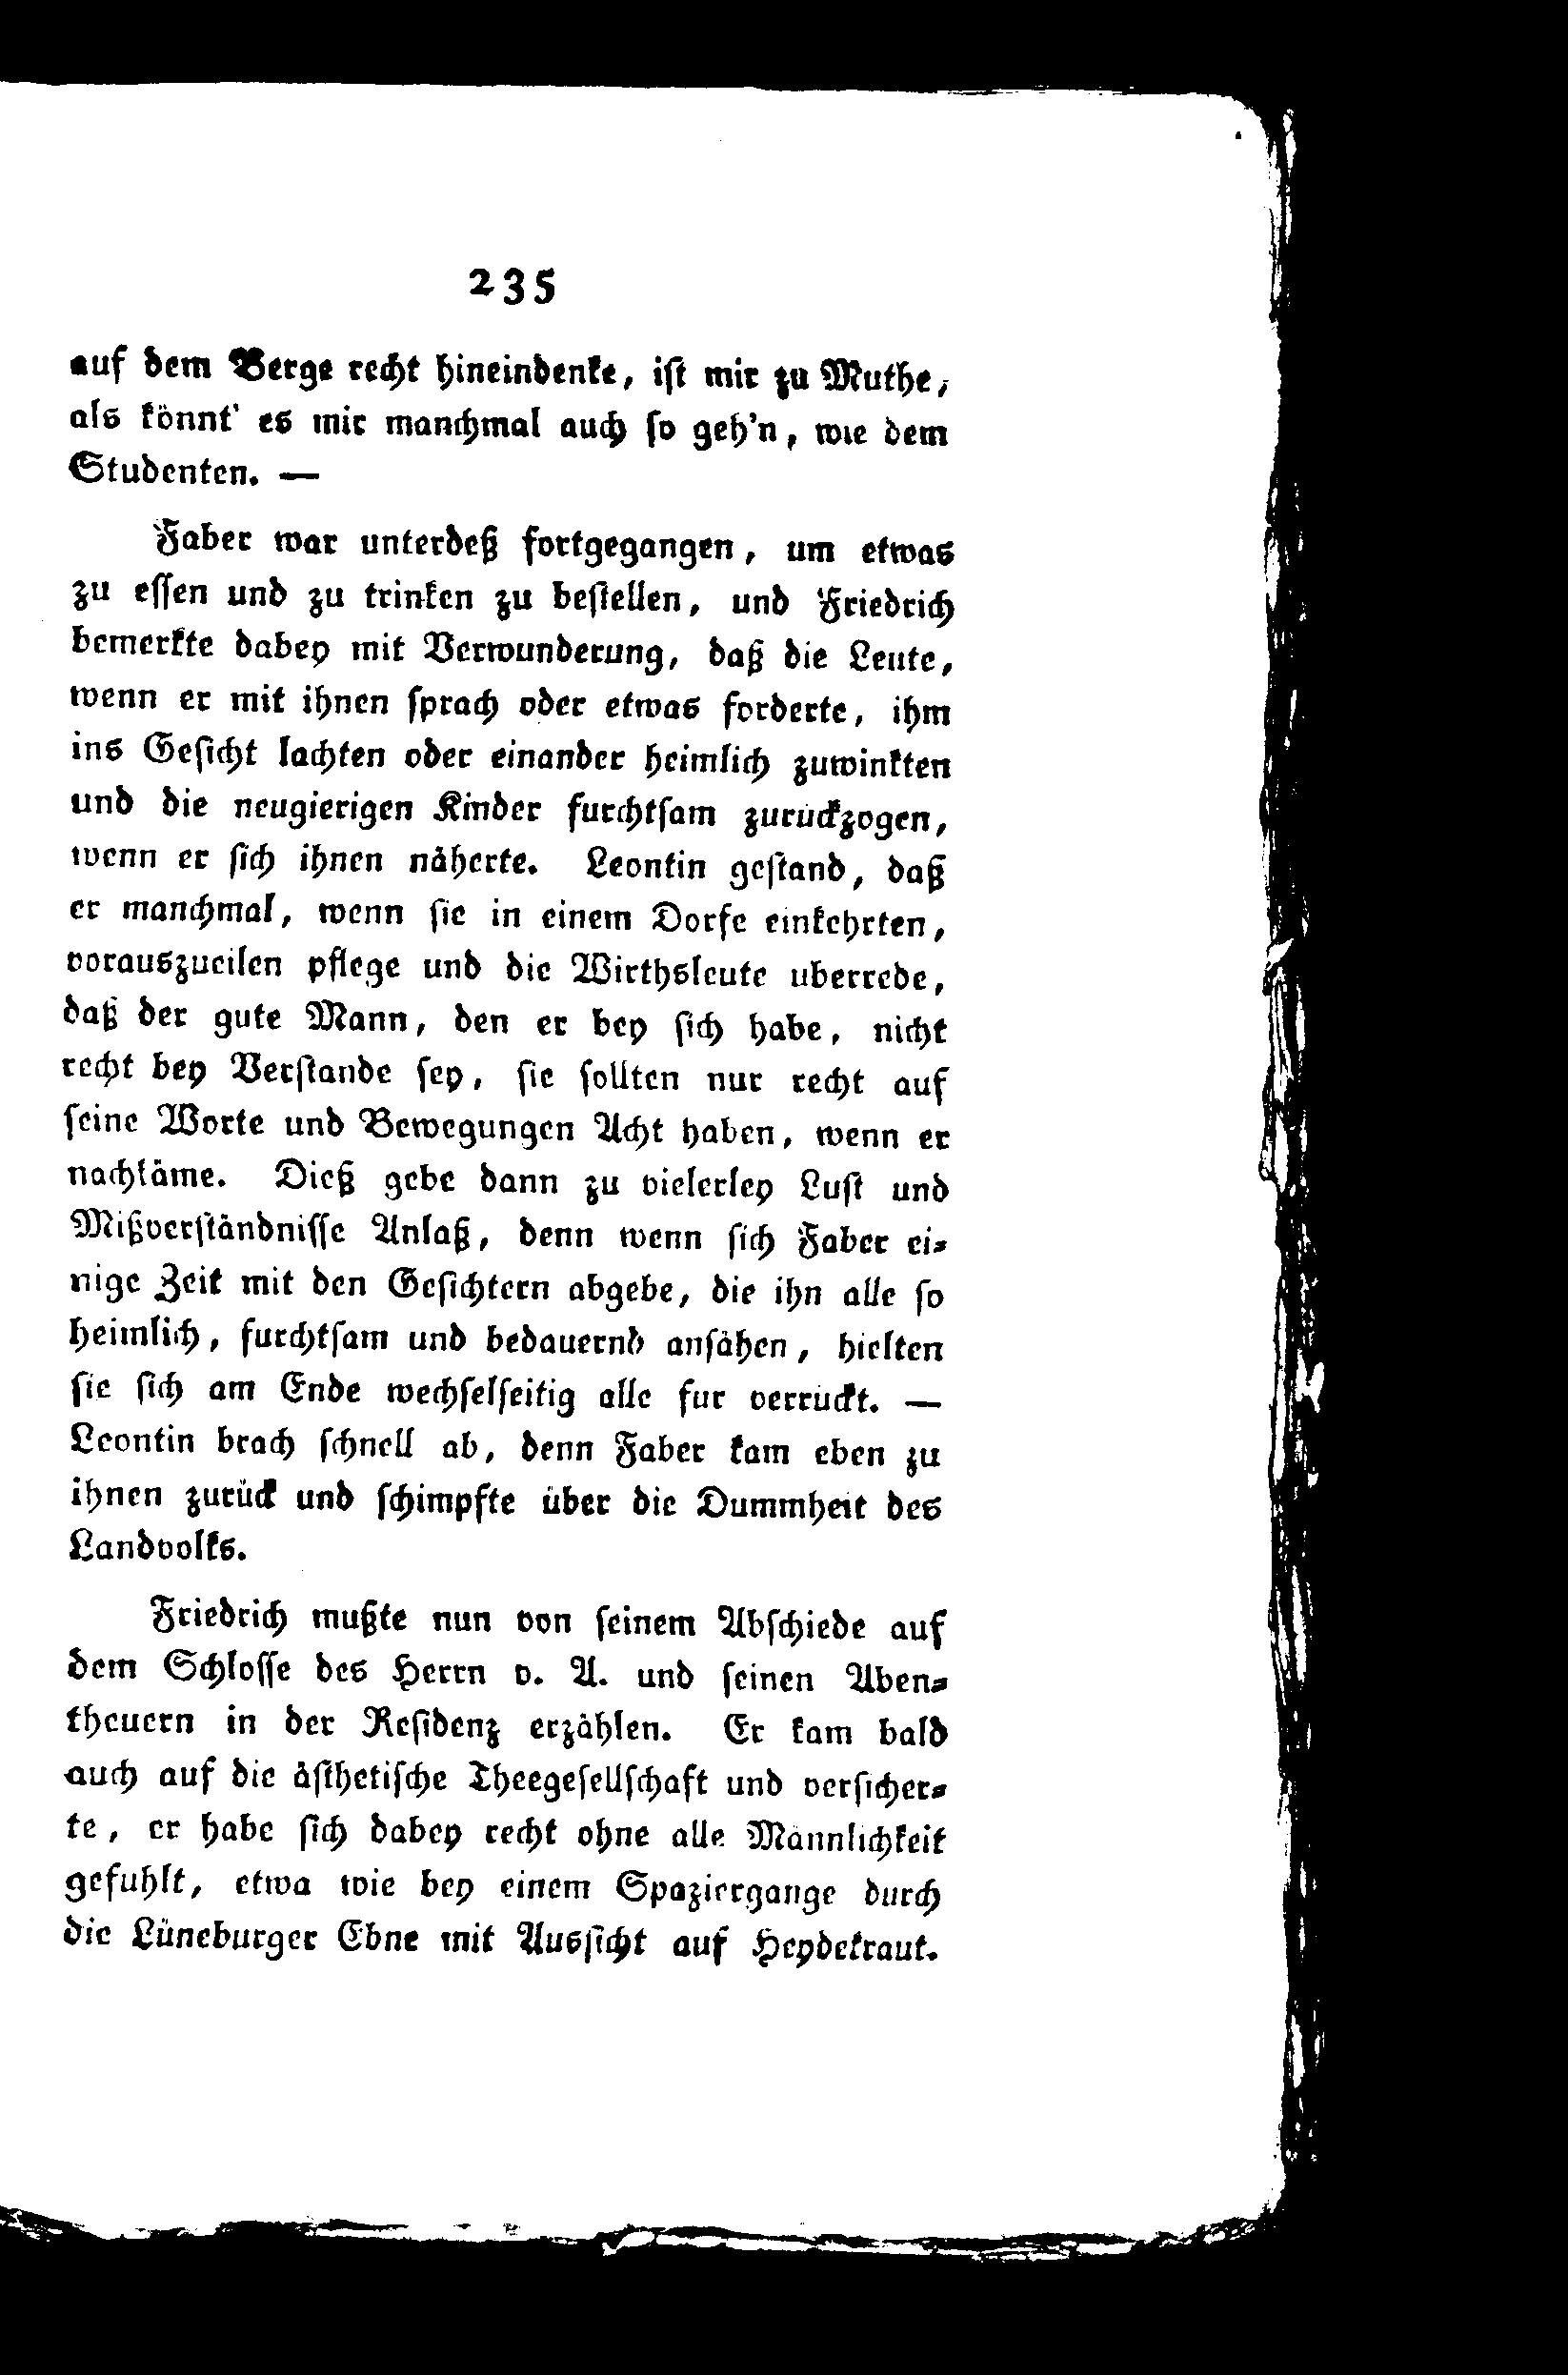 235
auf dem Berge recht hineindenke, iſt mir zu Muthe,
als könnt' es mir manchmal auch ſo geh'n, wie dem
Studenten. —
Faber war unterdeß fortgegangen, um etwas
zu eſſen und zu trinken zu beſtellen, und Friedrich
bemerkte dabey mit Verwunderung, daß die Leute,
wenn er mit ihnen ſprach oder etwas forderte, ihm
ins Geſicht lachten oder einander heimlich zuwinkten
und die neugierigen Kinder furchtſam zurückzogen,
wenn er ſich ihnen näherte. Leontin geſtand, daß
er manchmal, wenn ſie in einem Dorfe einkehrten,
vorauszueilen pflege und die Wirthsleute uberrede,
daß der gute Mann, den er bey ſich habe, nicht
recht bey Verſtande ſey, ſie ſollten nur recht auf
ſeine Worte und Bewegungen Acht haben, wenn er
nachkäme. Dieß gebe dann zu vielerley Luſt und
Mißverſtändniſſe Anlaß, denn wenn ſich Faber ei-
nige Zeit mit den Geſichtern abgebe, die ihn alle ſo
heimlich, furchtſam und bedauernd anſähen, hielten
ſie ſich am Ende wechſelſeitig alle fur verruckt. —
Leontin brach ſchnell ab, denn Faber kam eben zu
ihnen zurück und ſchimpfte über die Dummheit des
Landvolks.
Friedrich mußte nun von ſeinem Abſchiede auf
dem Schloſſe des Herrn v. A. und ſeinen Aben-
theuern in der Reſidenz erzählen. Er kam bald
auch auf die äſthetiſche Theegeſellſchaft und verſicher-
te, er habe ſich dabey recht ohne alle Männlichkeit
gefuhlt, etwa wie bey einem Spaziergange durch
die Lüneburger Ebne mit Ausſicht auf Heydekraut.